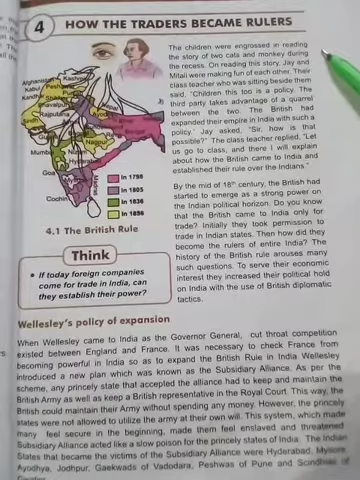 4
HOW THE TRADERS BECAME RULERS
The children were engrossed in reading
the story of two cats and monkey during
the recess. On reading this story, Jay and
Mitali were making fun of each other. Their
class teacher who was sitting beside them
said, "Children this too is a policy. The
third party takes advantage of a quarrel
between the two. The British had
expanded their empire in India with such a
policy.' Jay asked, "Sir, how is that
possible?" The class teacher replied, "Let
us go to class, and there I will explain
about how the British came to India and
established their rule over the Indians."
By the mid of 18th century, the British had
started to emerge as a strong power on
the Indian political horizon. Do you know
that the British came to India only for
trade? Initially they took permission to
trade in Indian states. Then how did they
become the rulers of entire India? The
history of the British rule arouses many
such questions. To serve their economic
interest they increased their political hold
on India with the use of British diplomatic
tactics.
Afghanistan
Kashmir
Kabul
Peshawar
Rajputana
Sindh
Nagpur
Mumbai
Hyderabad
Goa
Cochin
In 1798
In 1805
In 1836
In 1856
4.1 The British Rule
Think
• If today foreign companies
come for trade in India, can
they establish their power?
Wellesley's policy of expansion
When Wellesley came to India as the Governor General, cut throat competition
existed between England and France. It was necessary to check France from
becoming powerful in India so as to expand the British Rule in India Wellesley
introduced a new plan which was known as the Subsidiary Alliance. As per the
scheme, any princely state that accepted the alliance had to keep and maintain the
British Army as well as keep a British representative in the Royal Court. This way, the
British could maintain their Army without spending any money. However, the princely
states were not allowed to utilize the army at their own will. This system, which made
many feel secure in the beginning, made them feel enslaved and threatened
Subsidiary Alliance acted like a slow poison for the princely states of India. The Indian
States that became the victims of the Subsidiary Alliance were Hyderabad, Mysore,
Ayodhya, Jodhpur, Gaekwads of Vadodara, Peshwas of Pune and Scindhias of